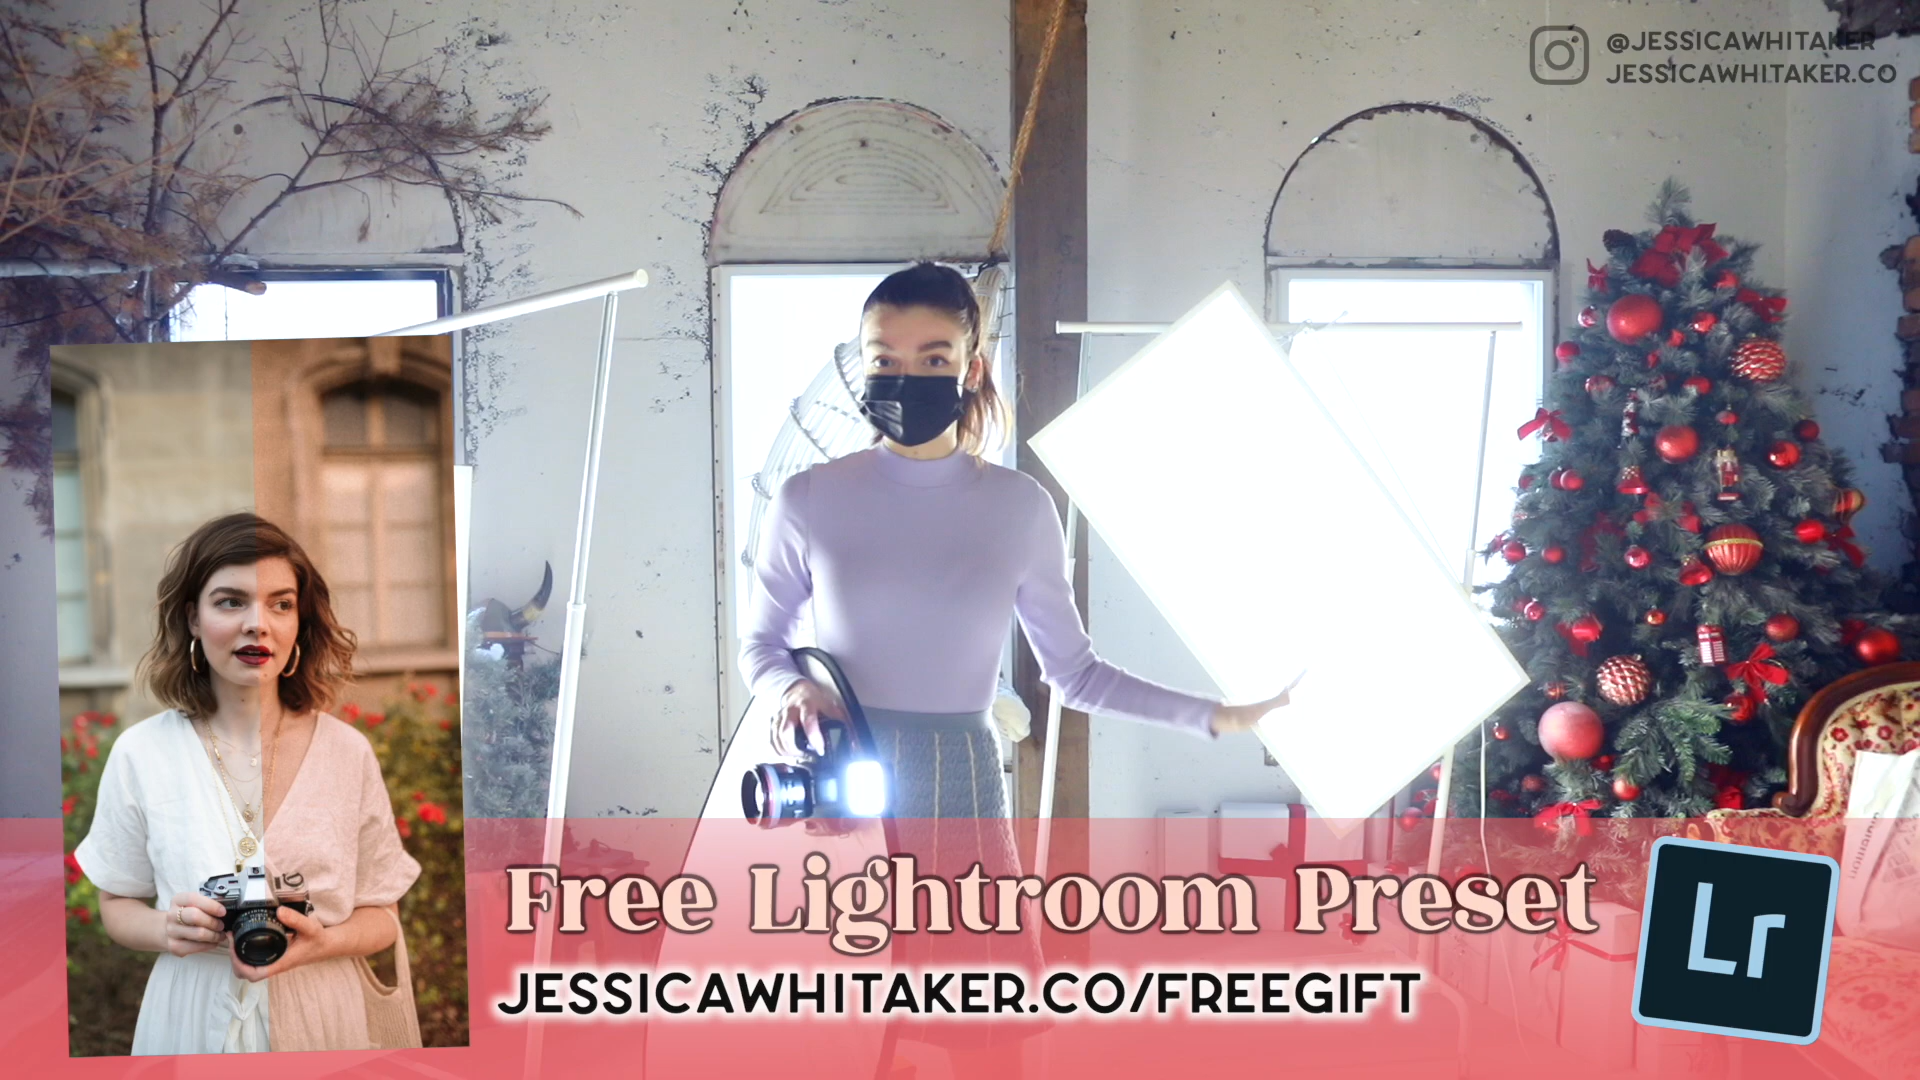 @JESSICAWHITAKER
JESSICAWHITAKER.CO
Free Lightroom Preset
JESSICAWHITAKER.CO/FREEGIFT
Lr